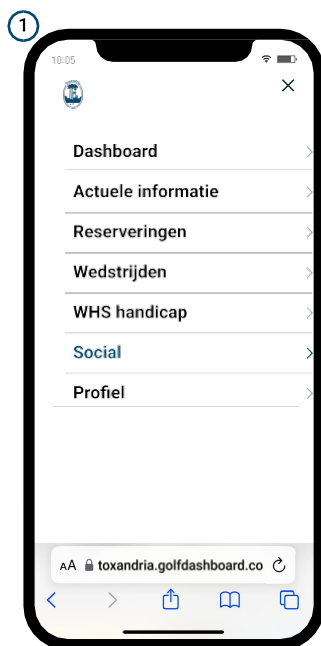 1
10:05
Dashboard
Actuele informatie
Reserveringen
Wedstrijden
WHS handicap
Social
Profiel
AA toxandria.golfdashboard.co